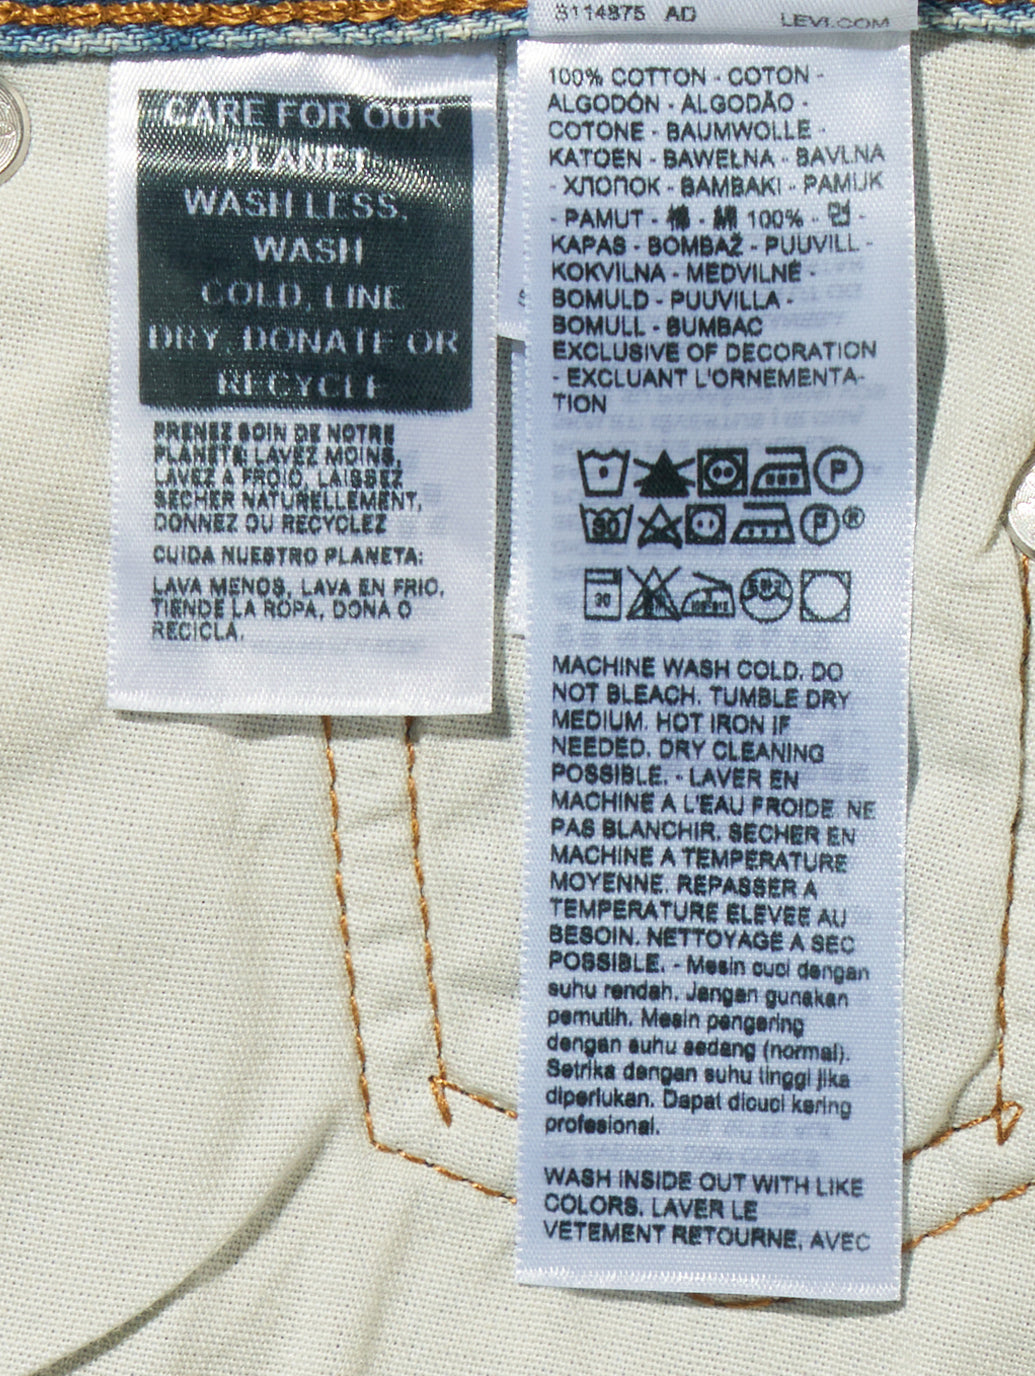 CARE FOR OUR
PLANET:
WASH LESS,
WASH
COLD, LINE
DRY, DONATE OR
RECYCLE
PRENEZ SOIN DE NOTRE
PLANETE: LAVEZ MOINS,
LAVEZ A FROID, LAISSEZ
SECHER NATURELLEMENT,
DONNEZ OU RECYCLEZ
CUIDA NUESTRO PLANETA:
LAVA MENOS, LAVA EN FRIO,
TIENDE LA ROPA, DONA O
RECICLA.
S114875 AD LEVI.COM
100% COTTON - COTON -
ALGODÓN - ALGODÃO -
COTONE - BAUMWOLLE -
KATOEN - BAWEŁNA - BAVLNA
- ХЛОПОК - BAMBAKI - PAMUK
- PAMUT - 棉 - 綿 100% - 면 -
KAPAS - BOMBAŽ - PUUVILL -
KOKVILNA - MEDVILNĖ -
BOMULD - PUUVILLA -
BOMULL - BUMBAC
EXCLUSIVE OF DECORATION
- EXCLUANT L'ORNEMENTA-
TION
P
P®
30
MACHINE WASH COLD. DO
NOT BLEACH. TUMBLE DRY
MEDIUM. HOT IRON IF
NEEDED. DRY CLEANING
POSSIBLE. - LAVER EN
MACHINE A L'EAU FROIDE. NE
PAS BLANCHIR. SECHER EN
MACHINE A TEMPERATURE
MOYENNE. REPASSER A
TEMPERATURE ELEVEE AU
BESOIN. NETTOYAGE A SEC
POSSIBLE. - Mesin cuci dengan
suhu rendah. Jangan gunakan
pemutih. Mesin pengering
dengan suhu sedang (normal).
Setrika dengan suhu tinggi jika
diperlukan. Dapat dicuci kering
profesional.
WASH INSIDE OUT WITH LIKE
COLORS. LAVER LE
VETEMENT RETOURNE, AVEC